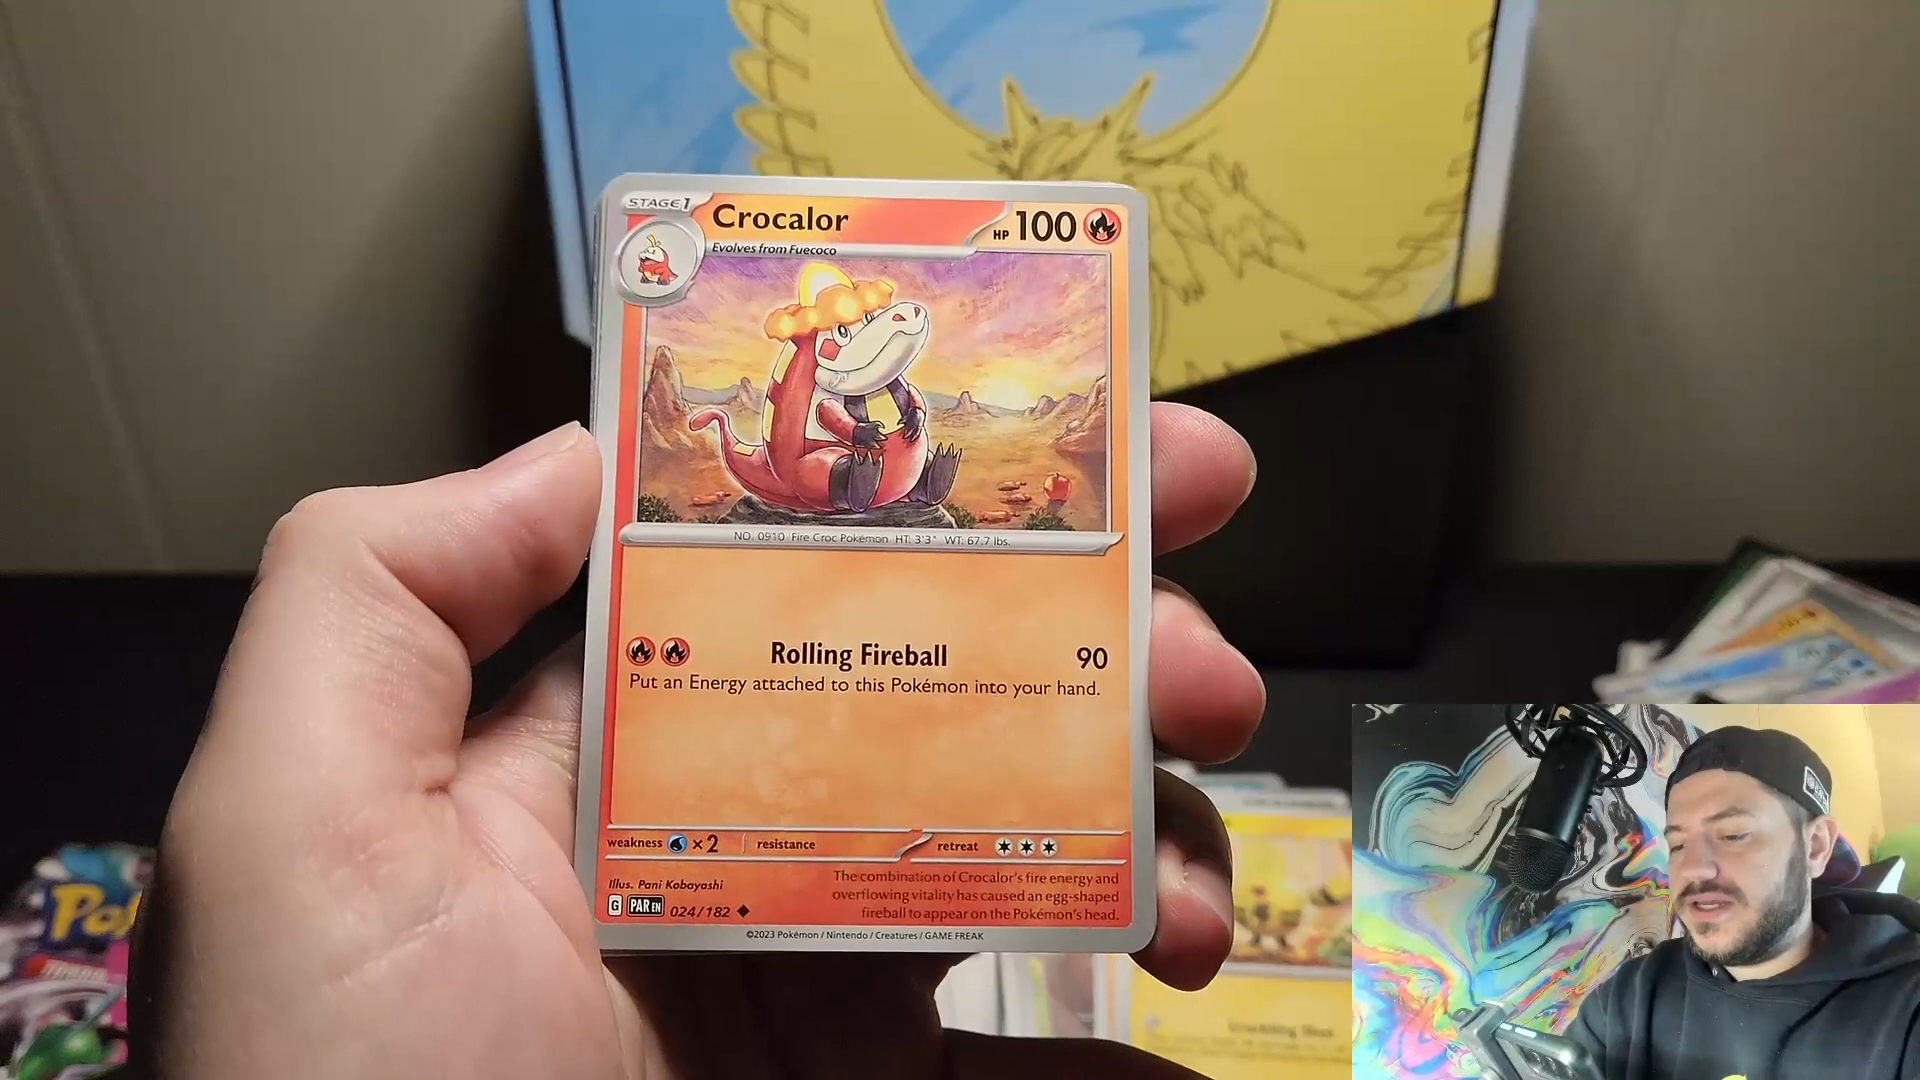 STAGE 1
Crocalor
HP 100
Evolves from Fuecoco
NO. 0910 Fire Croc Pokémon HT: 3'3" WT: 67.7 lbs.
Rolling Fireball 90
Put an Energy attached to this Pokémon into your hand.
weakness ×2 resistance retreat
Illus. Pani Kobayashi
The combination of Crocalor's fire energy and
overflowing vitality has caused an egg-shaped
fireball to appear on the Pokémon's head.
G PAR EN 024/182
©2023 Pokémon / Nintendo / Creatures / GAME FREAK